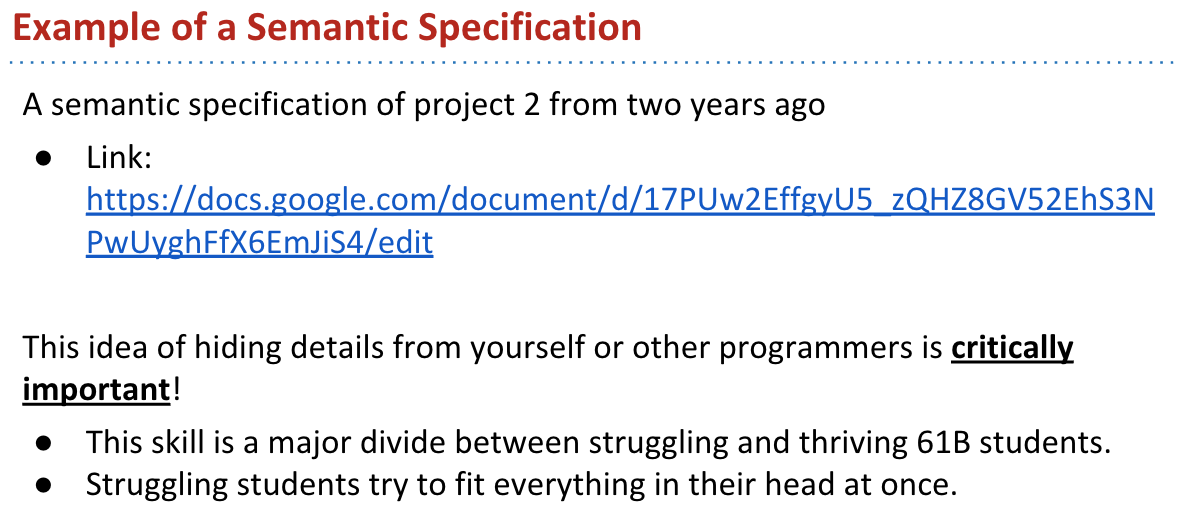 Example of a Semantic Specification
A semantic specification of project 2 from two years ago
● Link:
https://docs.google.com/document/d/17PUw2EffgyU5_zQHZ8GV52EhS3N
PwUyghFfX6EmJiS4/edit
This idea of hiding details from yourself or other programmers is critically
important!
● This skill is a major divide between struggling and thriving 61B students.
● Struggling students try to fit everything in their head at once.